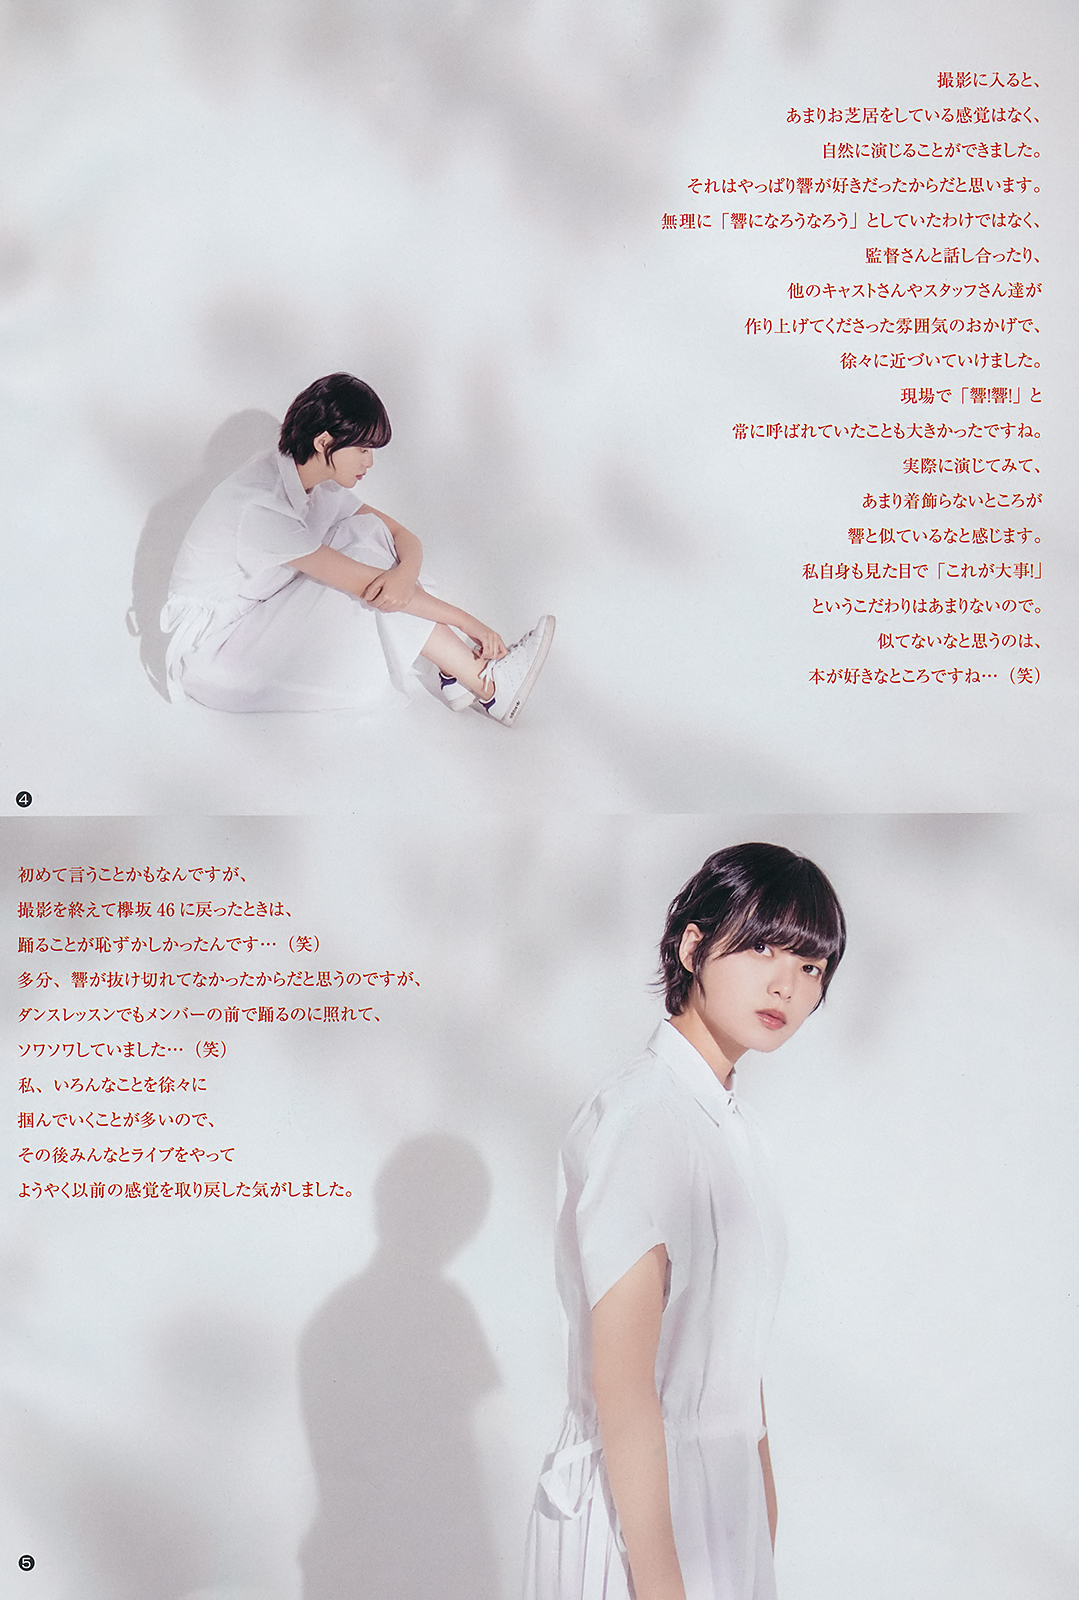 撮影に入ると、
あまりお芝居をしている感覚はなく、
自然に演じることができました。
それはやっぱり響が好きだったからだと思います。
無理に「響になろうなろう」としていたわけではなく、
監督さんと話し合ったり、
他のキャストさんやスタッフさん達が
作り上げてくださった雰囲気のおかげで、
徐々に近づいていけました。
現場で「響!響!」と
常に呼ばれていたことも大きかったですね。
実際に演じてみて、
あまり着飾らないところが
響と似ているなと感じます。
私自身も見た目で「これが大事!」
というこだわりはあまりないので。
似てないなと思うのは、
本が好きなところですね…（笑）
❹
初めて言うことかもなんですが、
撮影を終えて欅坂46に戻ったときは、
踊ることが恥ずかしかったんです…（笑）
多分、響が抜け切れてなかったからだと思うのですが、
ダンスレッスンでもメンバーの前で踊るのに照れて、
ソワソワしていました…（笑）
私、いろんなことを徐々に
掴んでいくことが多いので、
その後みんなとライブをやって
ようやく以前の感覚を取り戻した気がしました。
❺